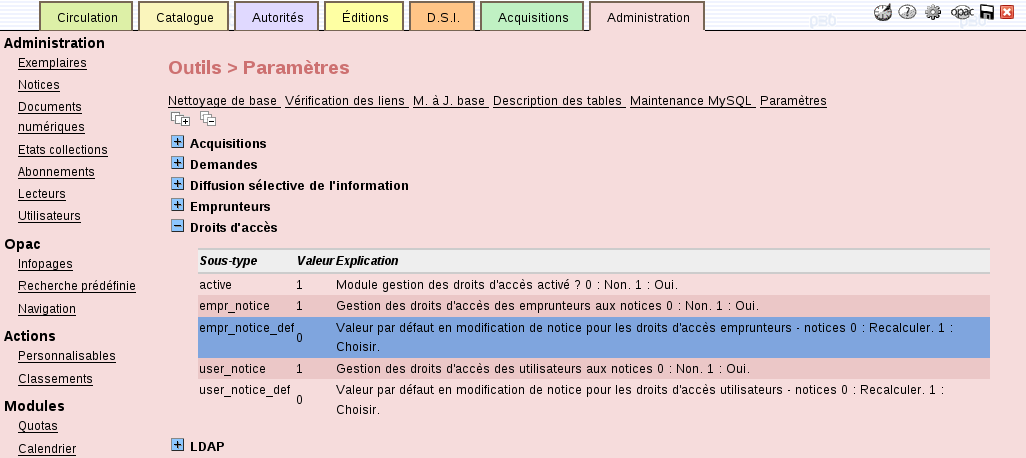 Circulation Catalogue Autorités Éditions D.S.I. Acquisitions Administration opac
Administration
Exemplaires
Notices
Documents
numériques
Etats collections
Abonnements
Lecteurs
Utilisateurs
Opac
Infopages
Recherche prédéfinie
Navigation
Actions
Personnalisables
Classements
Modules
Quotas
Calendrier
Outils > Paramètres
Nettoyage de base Vérification des liens M. à J. base Description des tables Maintenance MySQL Paramètres
Acquisitions
Demandes
Diffusion sélective de l'information
Emprunteurs
Droits d'accès
Sous-type Valeur Explication
active 1 Module gestion des droits d'accès activé ? 0 : Non. 1 : Oui.
empr_notice 1 Gestion des droits d'accès des emprunteurs aux notices 0 : Non. 1 : Oui.
empr_notice_def 0 Valeur par défaut en modification de notice pour les droits d'accès emprunteurs - notices 0 : Recalculer. 1 :
Choisir.
user_notice 1 Gestion des droits d'accès des utilisateurs aux notices 0 : Non. 1 : Oui.
user_notice_def 0 Valeur par défaut en modification de notice pour les droits d'accès utilisateurs - notices 0 : Recalculer. 1 :
Choisir.
LDAP